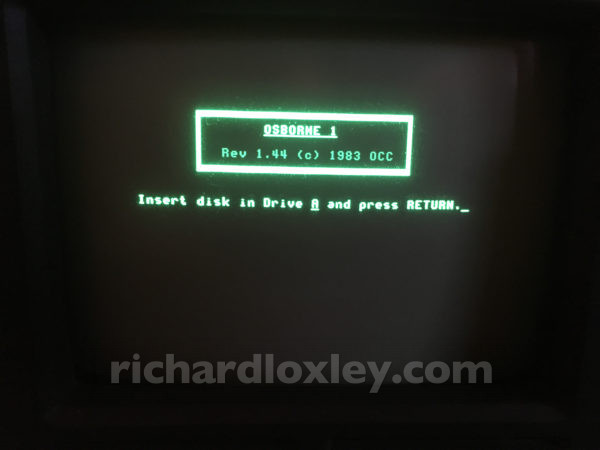 OSBORNE 1
Rev 1.44 (c) 1983 OCC
Insert disk in Drive A and press RETURN._
richardloxley.com